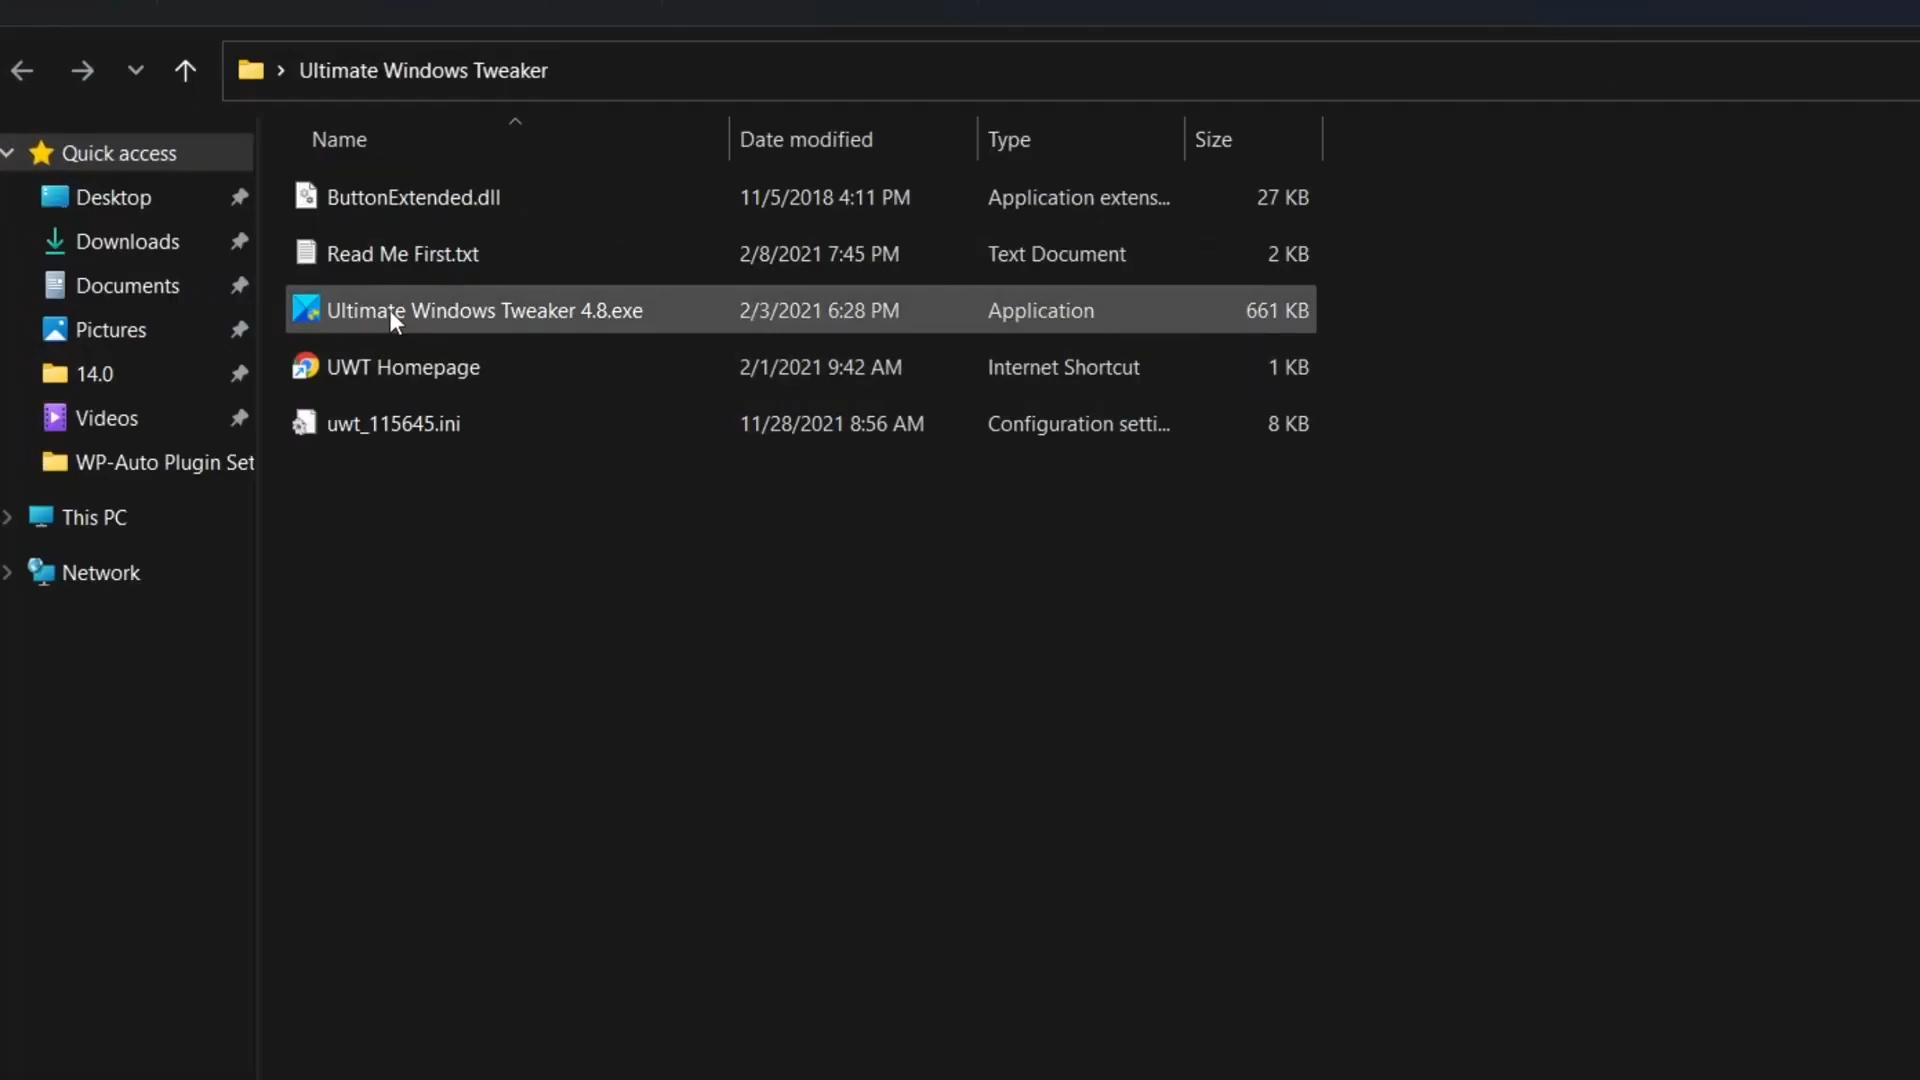 Ultimate Windows Tweaker
Name Date modified Type Size
Quick access
Desktop
Downloads
Documents
Pictures
14.0
Videos
WP-Auto Plugin Set
This PC
Network
ButtonExtended.dll 11/5/2018 4:11 PM Application extens... 27 KB
Read Me First.txt 2/8/2021 7:45 PM Text Document 2 KB
Ultimate Windows Tweaker 4.8.exe 2/3/2021 6:28 PM Application 661 KB
UWT Homepage 2/1/2021 9:42 AM Internet Shortcut 1 KB
uwt_115645.ini 11/28/2021 8:56 AM Configuration setti... 8 KB